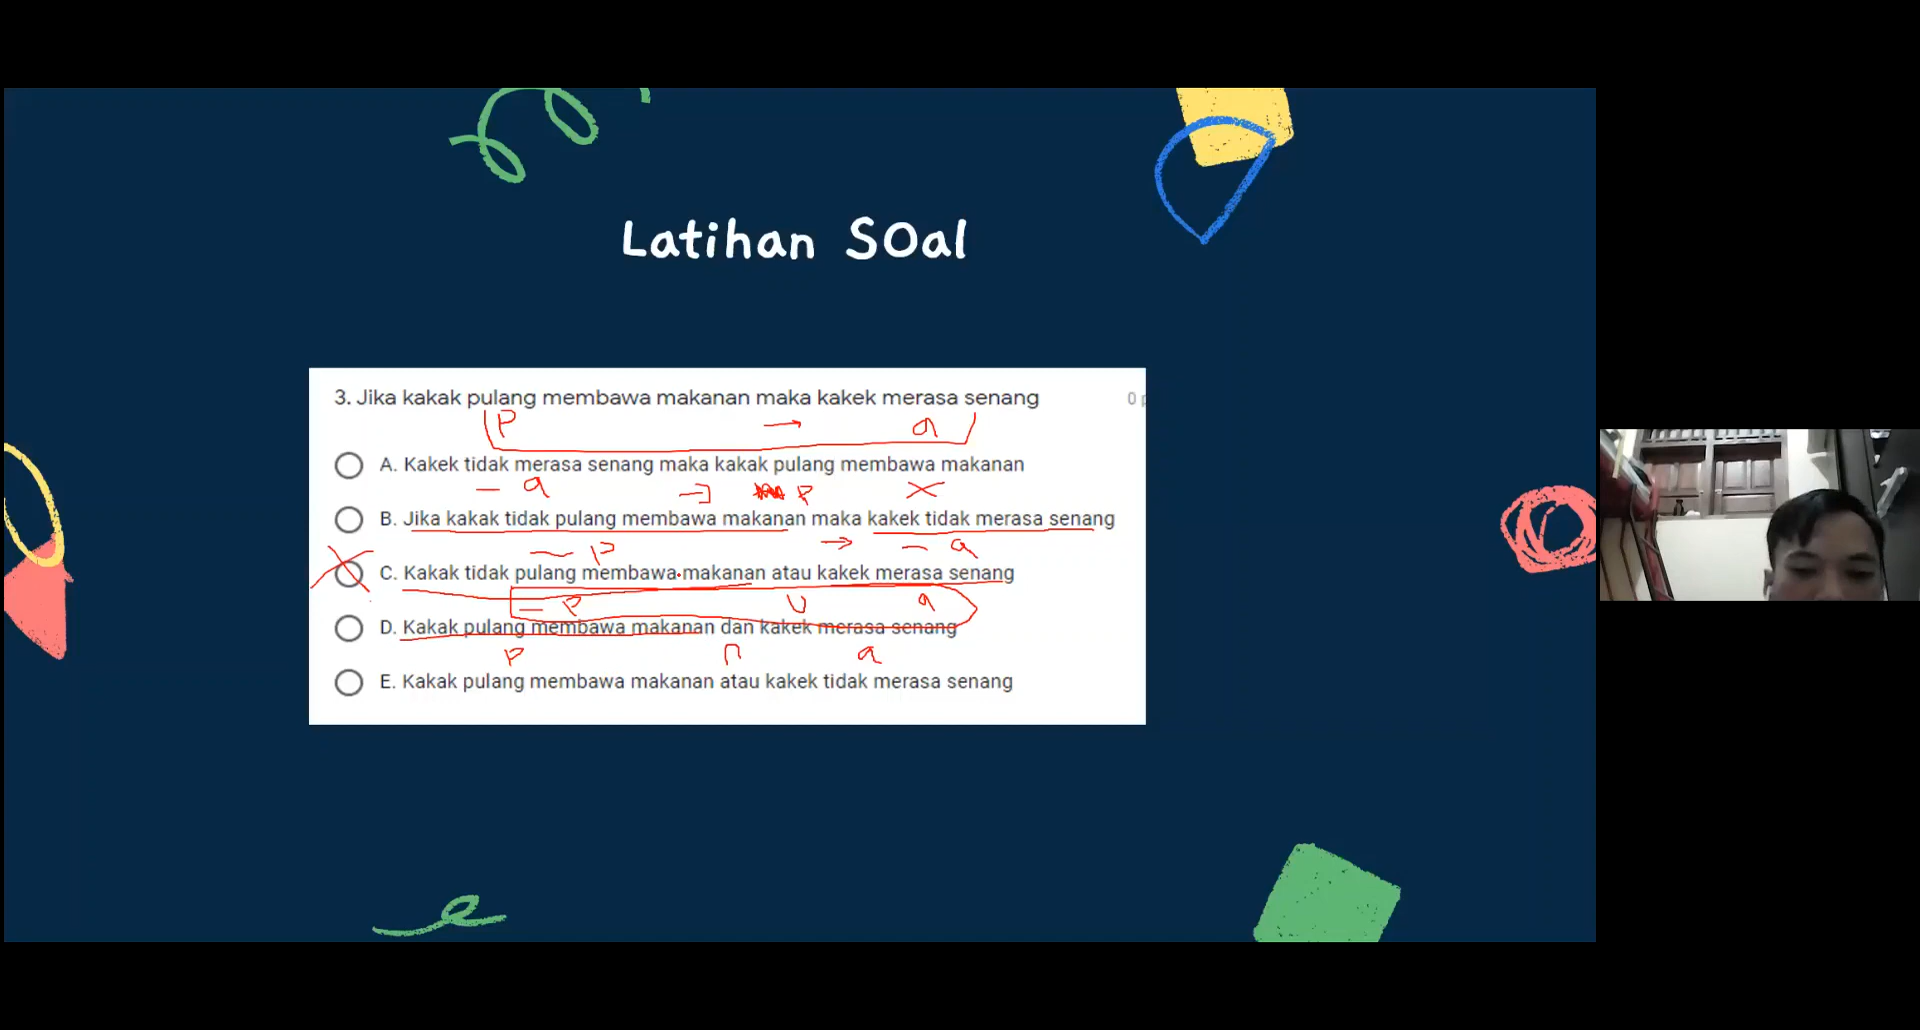 Latihan SOal
3. Jika kakak pulang membawa makanan maka kakek merasa senang
0 p
P → q
A. Kakek tidak merasa senang maka kakak pulang membawa makanan
– q → P ×
B. Jika kakak tidak pulang membawa makanan maka kakek tidak merasa senang
~ P → ~ q
C. Kakak tidak pulang membawa makanan atau kakek merasa senang
– P ∪ q
D. Kakak pulang membawa makanan dan kakek merasa senang
P ∩ q
E. Kakak pulang membawa makanan atau kakek tidak merasa senang